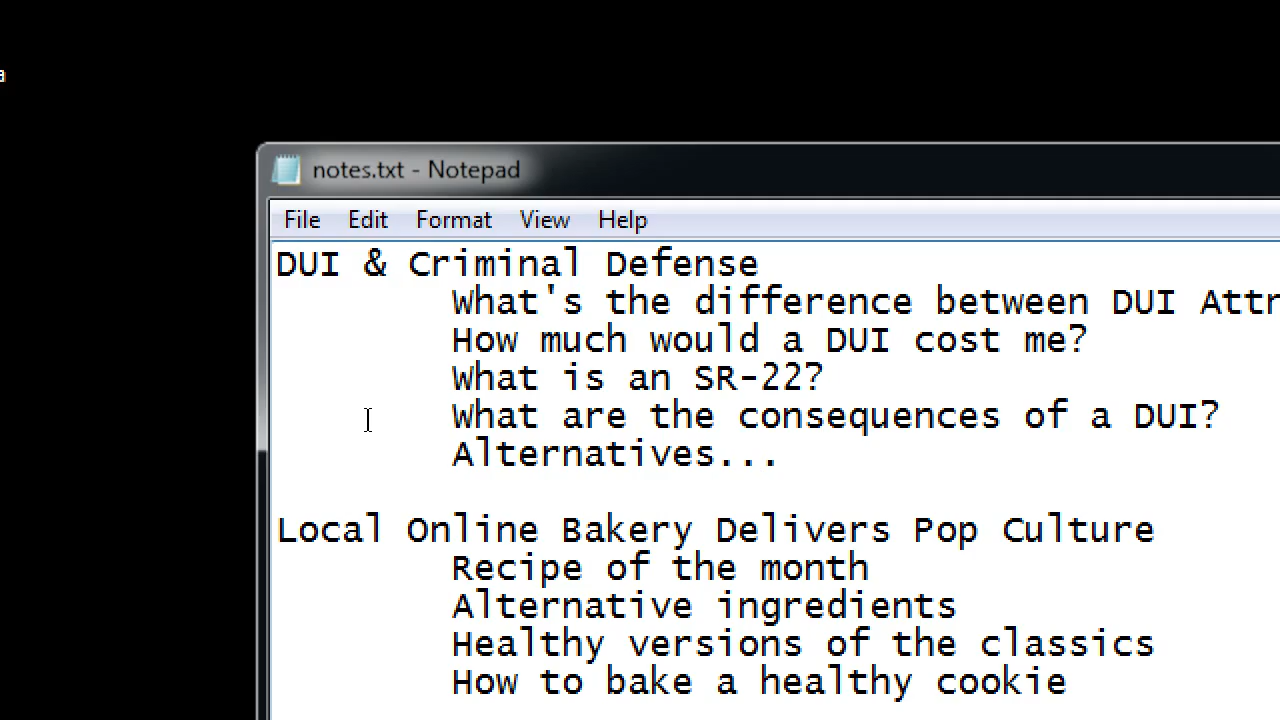 a
notes.txt - Notepad
File Edit Format View Help
DUI & Criminal Defense
What's the difference between DUI Attr
How much would a DUI cost me?
What is an SR-22?
What are the consequences of a DUI?
Alternatives...
Local Online Bakery Delivers Pop Culture
Recipe of the month
Alternative ingredients
Healthy versions of the classics
How to bake a healthy cookie